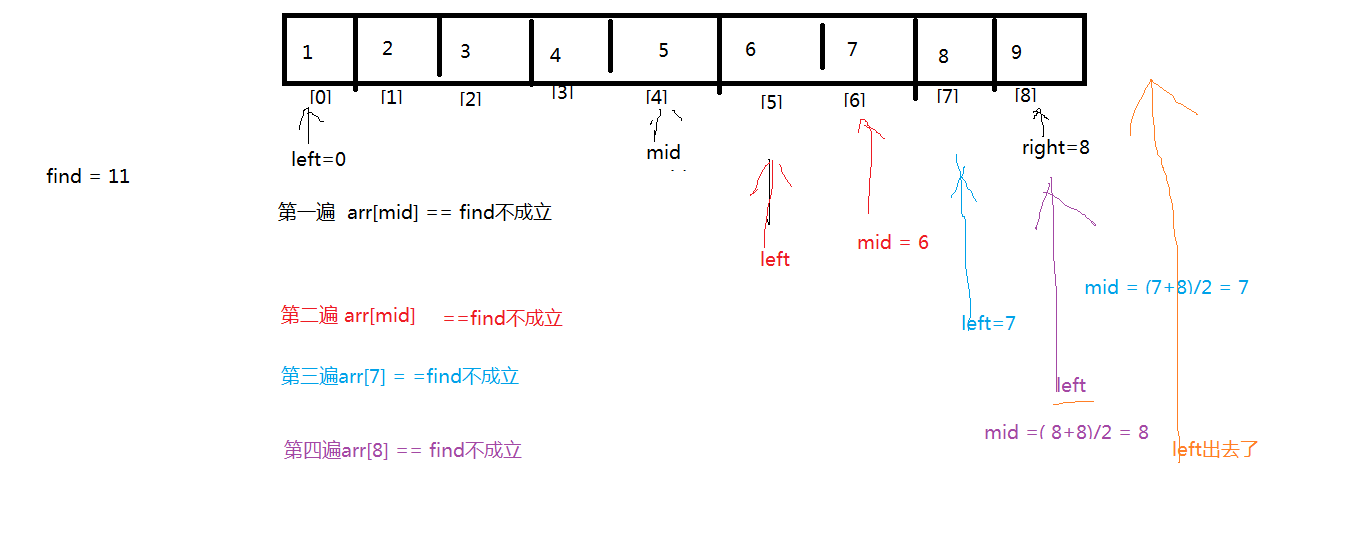 1 2 3 4 5 6 7 8 9
[0] [1] [2] [3] [4] [5] [6] [7] [8]
left=0
mid
right=8
find = 11
第一遍 arr[mid] == find不成立
left
mid = 6
mid = (7+8)/2 = 7
第二遍 arr[mid] ==find不成立
left=7
第三遍arr[7] = =find不成立
left
mid =( 8+8)/2 = 8
第四遍arr[8] == find不成立
left出去了